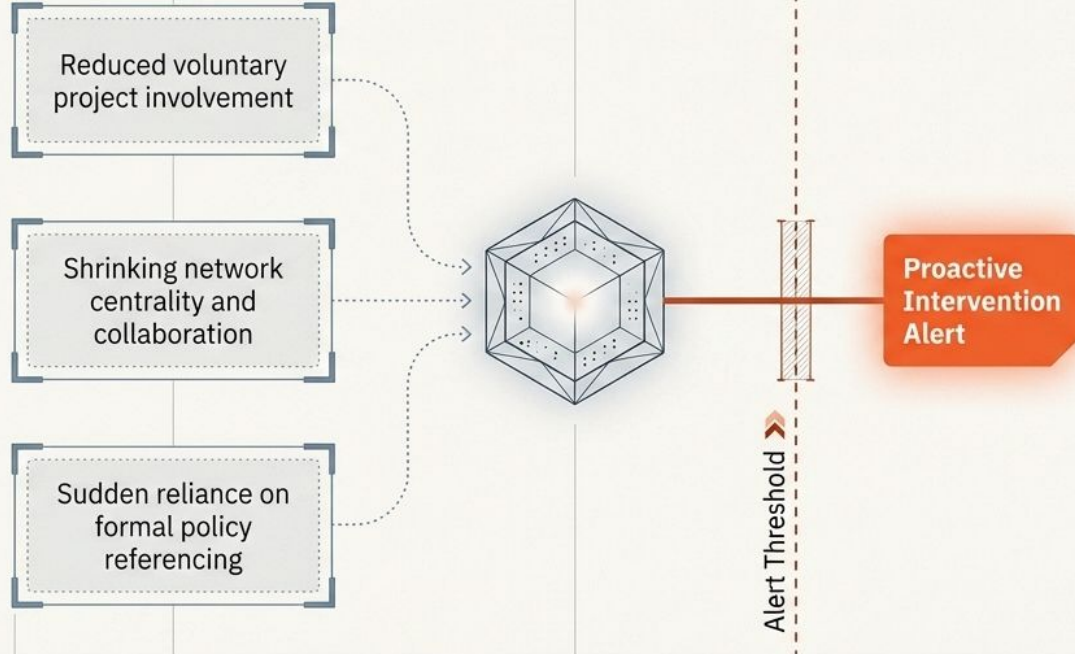 Reduced voluntary
project involvement
Shrinking network
centrality and
collaboration
Sudden reliance on
formal policy
referencing
Alert Threshold
Proactive
Intervention
Alert